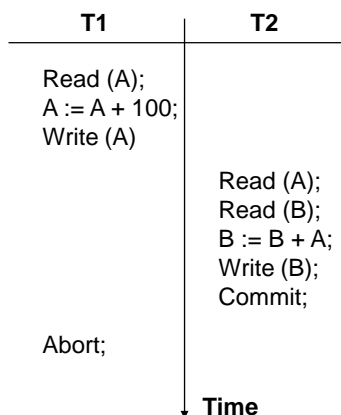 T1 T2
Read (A);
A := A + 100;
Write (A)
Read (A);
Read (B);
B := B + A;
Write (B);
Commit;
Abort;
Time